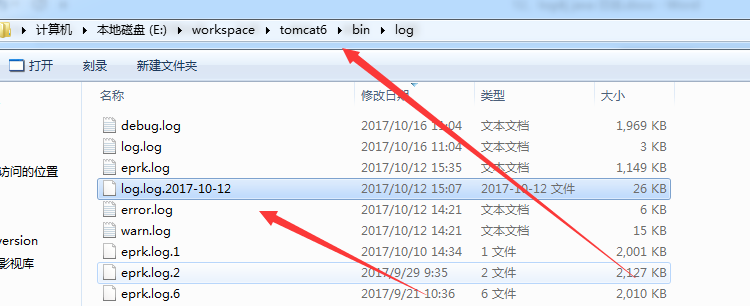 计算机 本地磁盘 (E:) workspace tomcat6 bin log
打开 刻录 新建文件夹
名称 修改日期 类型 大小
debug.log 2017/10/16 11:04 文本文档 1,969 KB
log.log 2017/10/16 11:04 文本文档 3 KB
访问的位置 eprk.log 2017/10/12 15:35 文本文档 1,149 KB
log.log.2017-10-12 2017/10/12 15:07 2017-10-12 文件 26 KB
error.log 2017/10/12 14:21 文本文档 6 KB
warn.log 2017/10/12 14:21 文本文档 15 KB
version
eprk.log.1 2017/10/10 14:34 1 文件 2,001 KB
影视库
eprk.log.2 2017/9/29 9:35 2 文件 2,127 KB
eprk.log.6 2017/9/21 10:36 6 文件 2,010 KB